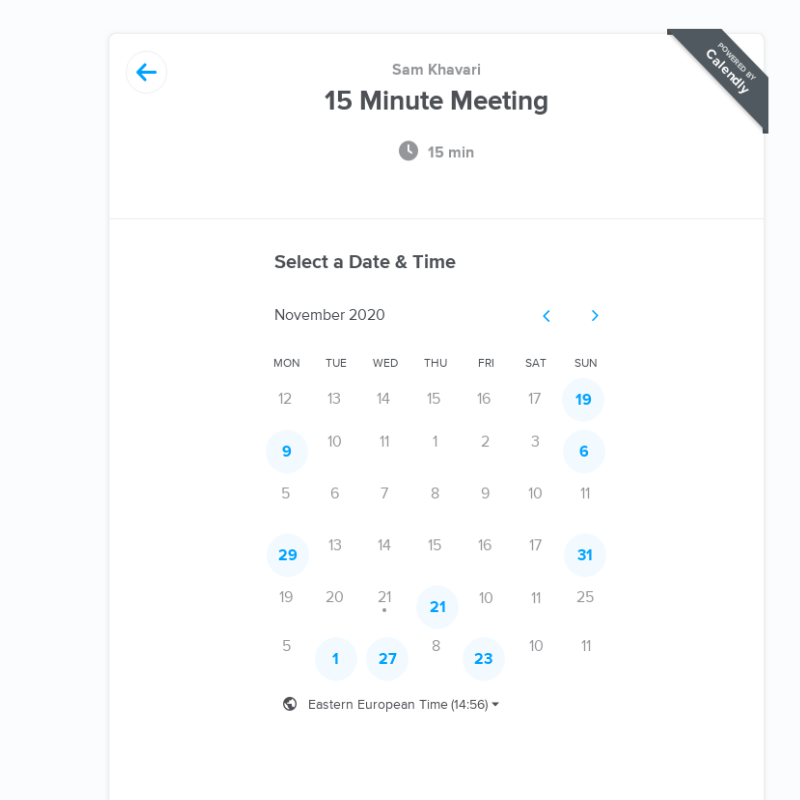 POWERED BY
Calendly
Sam Khavari
15 Minute Meeting
15 min
Select a Date & Time
November 2020
MON TUE WED THU FRI SAT SUN
12 13 14 15 16 17 19
9 10 11 1 2 3 6
5 6 7 8 9 10 11
29 13 14 15 16 17 31
19 20 21 21 10 11 25
5 1 27 8 23 10 11
Eastern European Time (14:56)